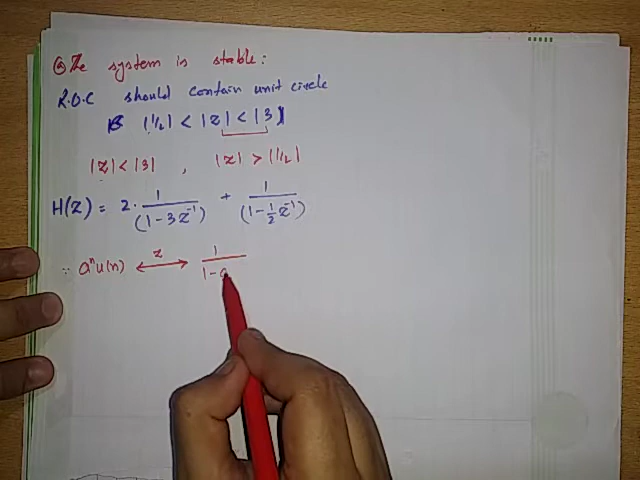 (a) The system is stable:
R.O.C should contain unit circle
|1/2| < |z| < |3|
|z| < |3| , |z| > |1/2|
H(z) = 2 · 1/(1-3z⁻¹) + 1/(1-½z⁻¹)
∵ aⁿu(n) ⟷ᶻ 1/1-a